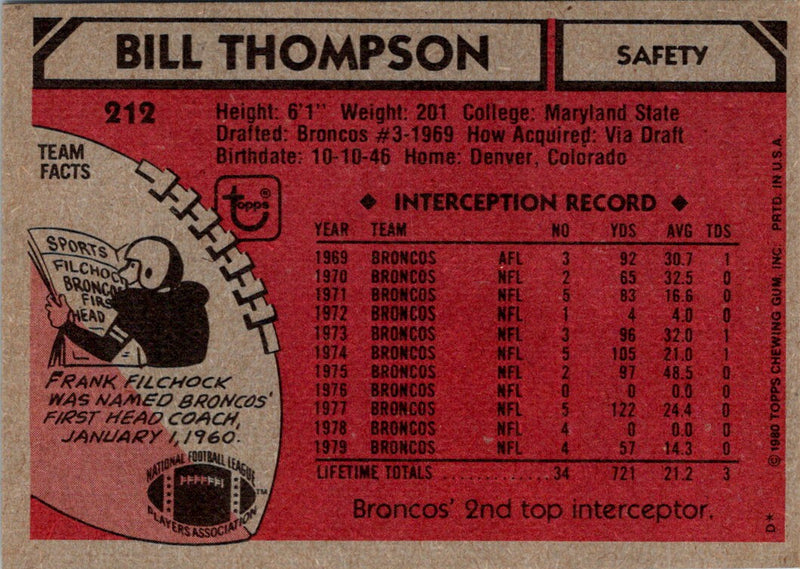 BILL THOMPSON
SAFETY
212
Height: 6'1" Weight: 201 College: Maryland State
Drafted: Broncos #3-1969 How Acquired: Via Draft
Birthdate: 10-10-46 Home: Denver, Colorado
TEAM
FACTS
topps®
SPORTS
FILCHOC
BRONCO
FIRS
HEAD
FRANK FILCHOCK
WAS NAMED BRONCOS'
FIRST HEAD COACH,
JANUARY 1, 1960.
NATIONAL FOOTBALL LEAGUE
PLAYERS ASSOCIATION
™
◆ INTERCEPTION RECORD ◆
YEAR TEAM NO YDS AVG TDS
1969 BRONCOS AFL 3 92 30.7 1
1970 BRONCOS NFL 2 65 32.5 0
1971 BRONCOS NFL 5 83 16.6 0
1972 BRONCOS NFL 1 4 4.0 0
1973 BRONCOS NFL 3 96 32.0 1
1974 BRONCOS NFL 5 105 21.0 1
1975 BRONCOS NFL 2 97 48.5 0
1976 BRONCOS NFL 0 0 0.0 0
1977 BRONCOS NFL 5 122 24.4 0
1978 BRONCOS NFL 4 0 0.0 0
1979 BRONCOS NFL 4 57 14.3 0
LIFETIME TOTALS 34 721 21.2 3
Broncos' 2nd top interceptor.
© 1980 TOPPS CHEWING GUM, INC. PRTD. IN U.S.A.
D*